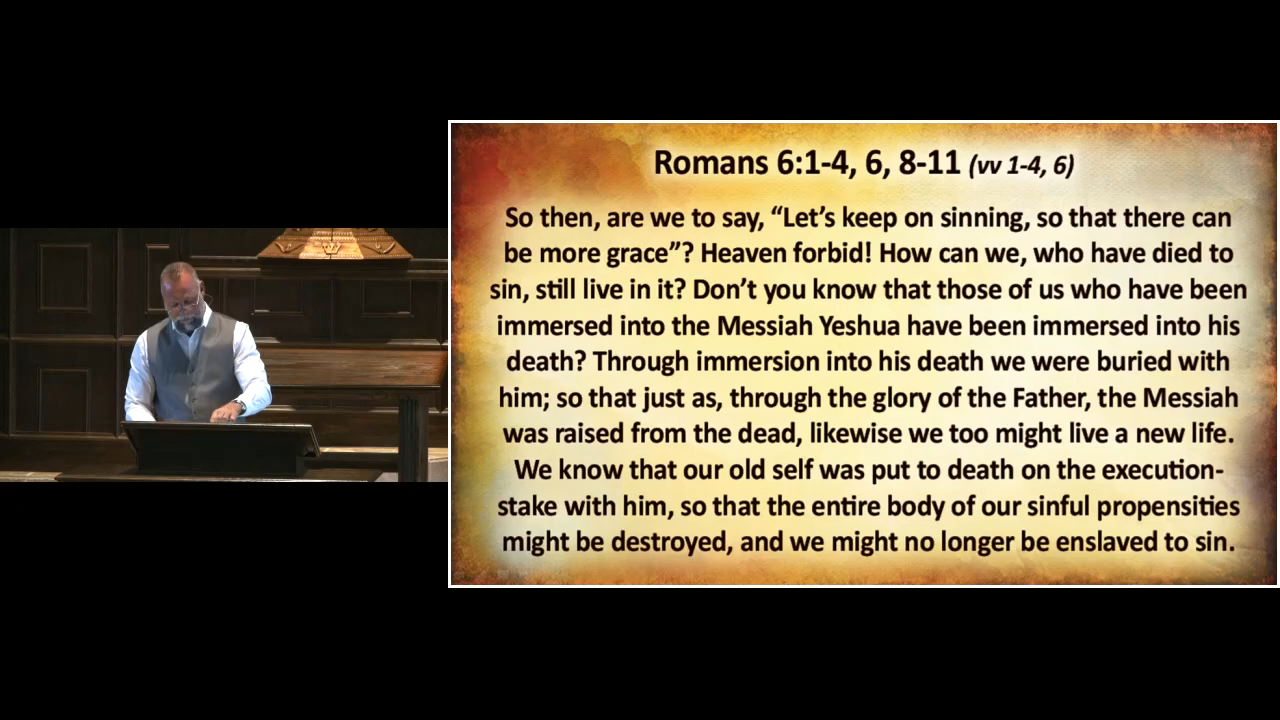 Romans 6:1-4, 6, 8-11 (vv 1-4, 6)
So then, are we to say, “Let’s keep on sinning, so that there can
be more grace”? Heaven forbid! How can we, who have died to
sin, still live in it? Don’t you know that those of us who have been
immersed into the Messiah Yeshua have been immersed into his
death? Through immersion into his death we were buried with
him; so that just as, through the glory of the Father, the Messiah
was raised from the dead, likewise we too might live a new life.
We know that our old self was put to death on the execution-
stake with him, so that the entire body of our sinful propensities
might be destroyed, and we might no longer be enslaved to sin.